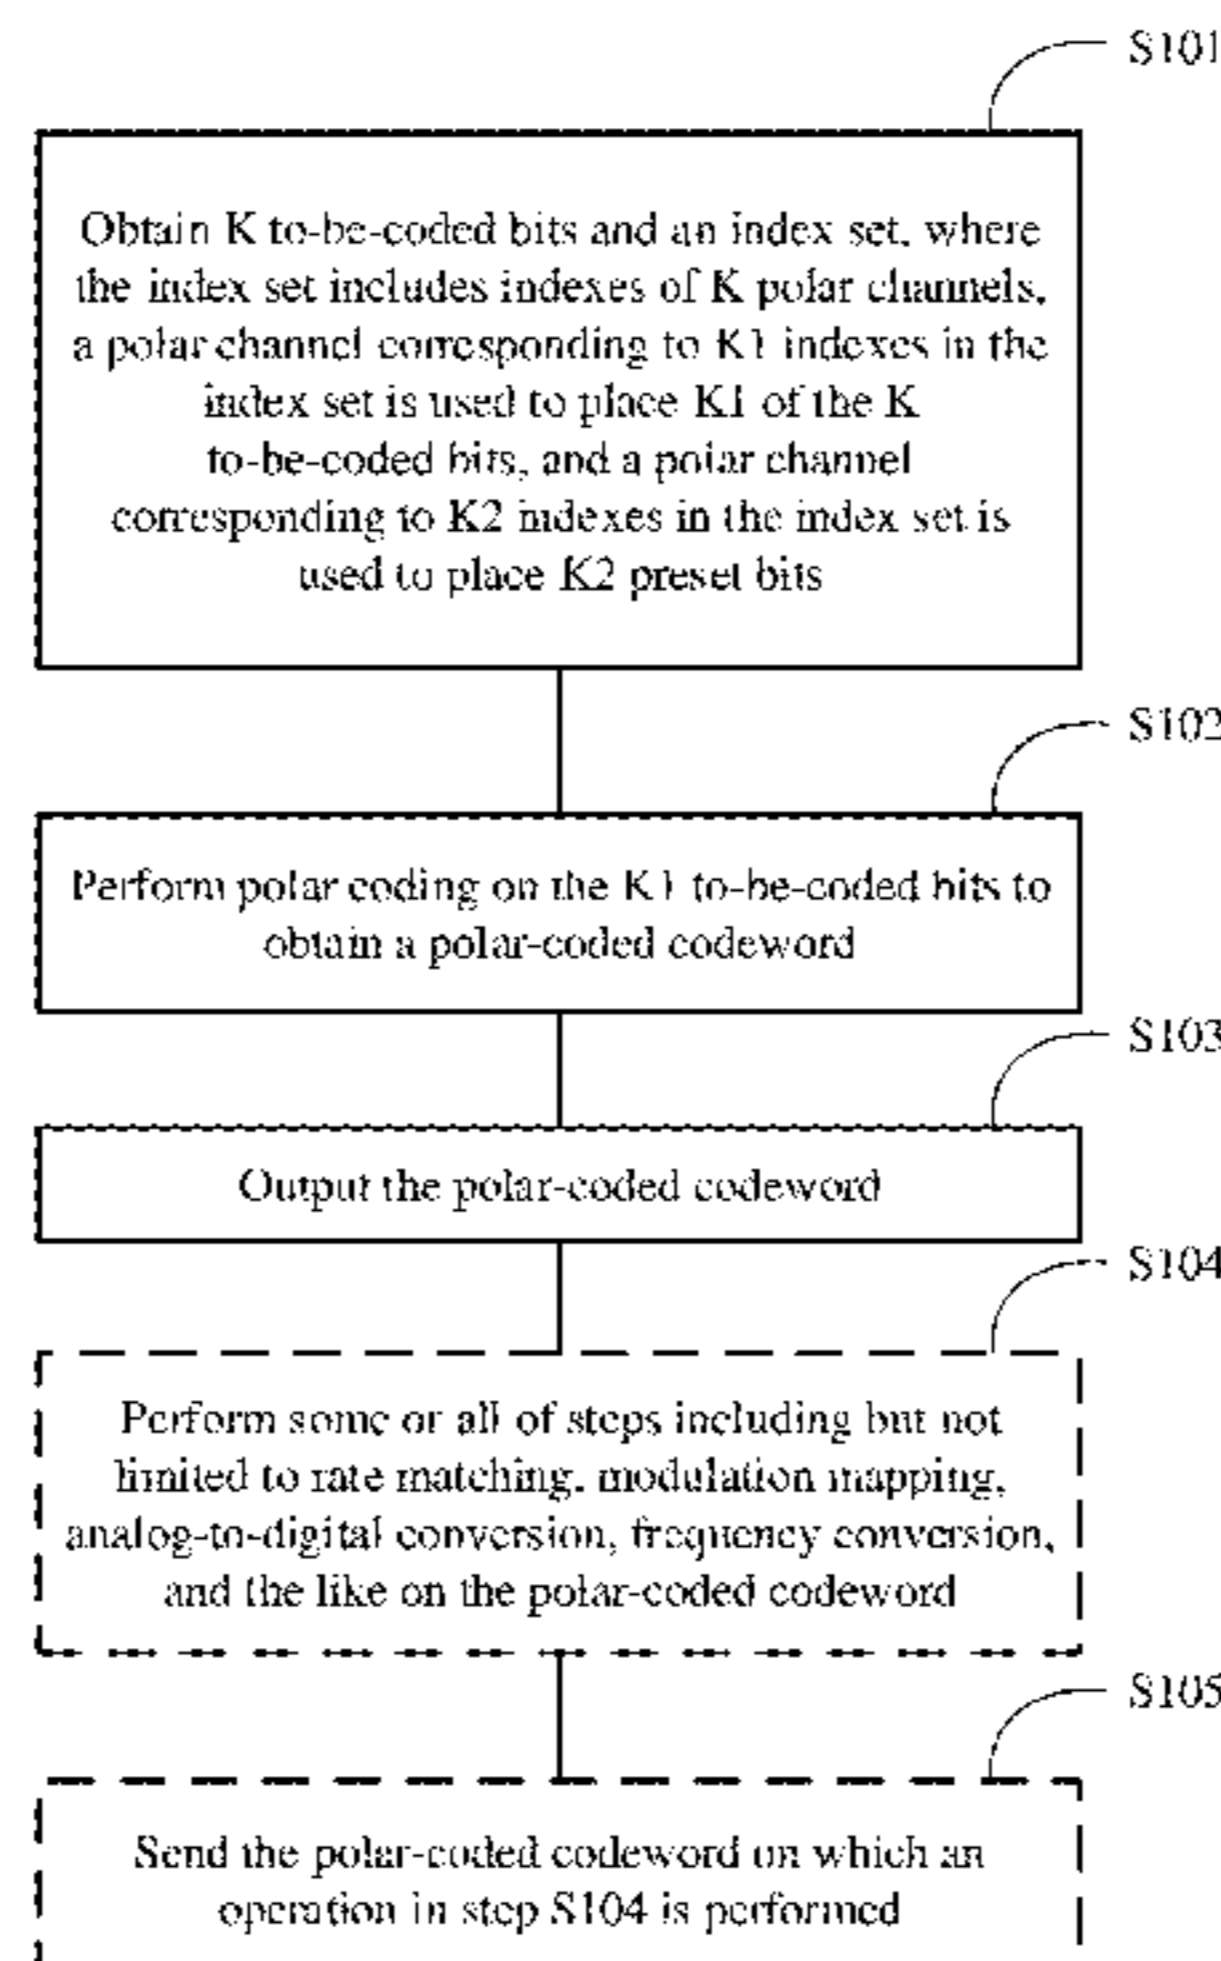 S101
Obtain K to-be-coded bits and an index set, where
the index set includes indexes of K polar channels,
a polar channel corresponding to K1 indexes in the
index set is used to place K1 of the K
to-be-coded bits, and a polar channel
corresponding to K2 indexes in the index set is
used to place K2 preset bits
S102
Perform polar coding on the K1 to-be-coded bits to
obtain a polar-coded codeword
S103
Output the polar-coded codeword
S104
Perform some or all of steps including but not
limited to rate matching, modulation mapping,
analog-to-digital conversion, frequency conversion,
and the like on the polar-coded codeword
S105
Send the polar-coded codeword on which an
operation in step S104 is performed